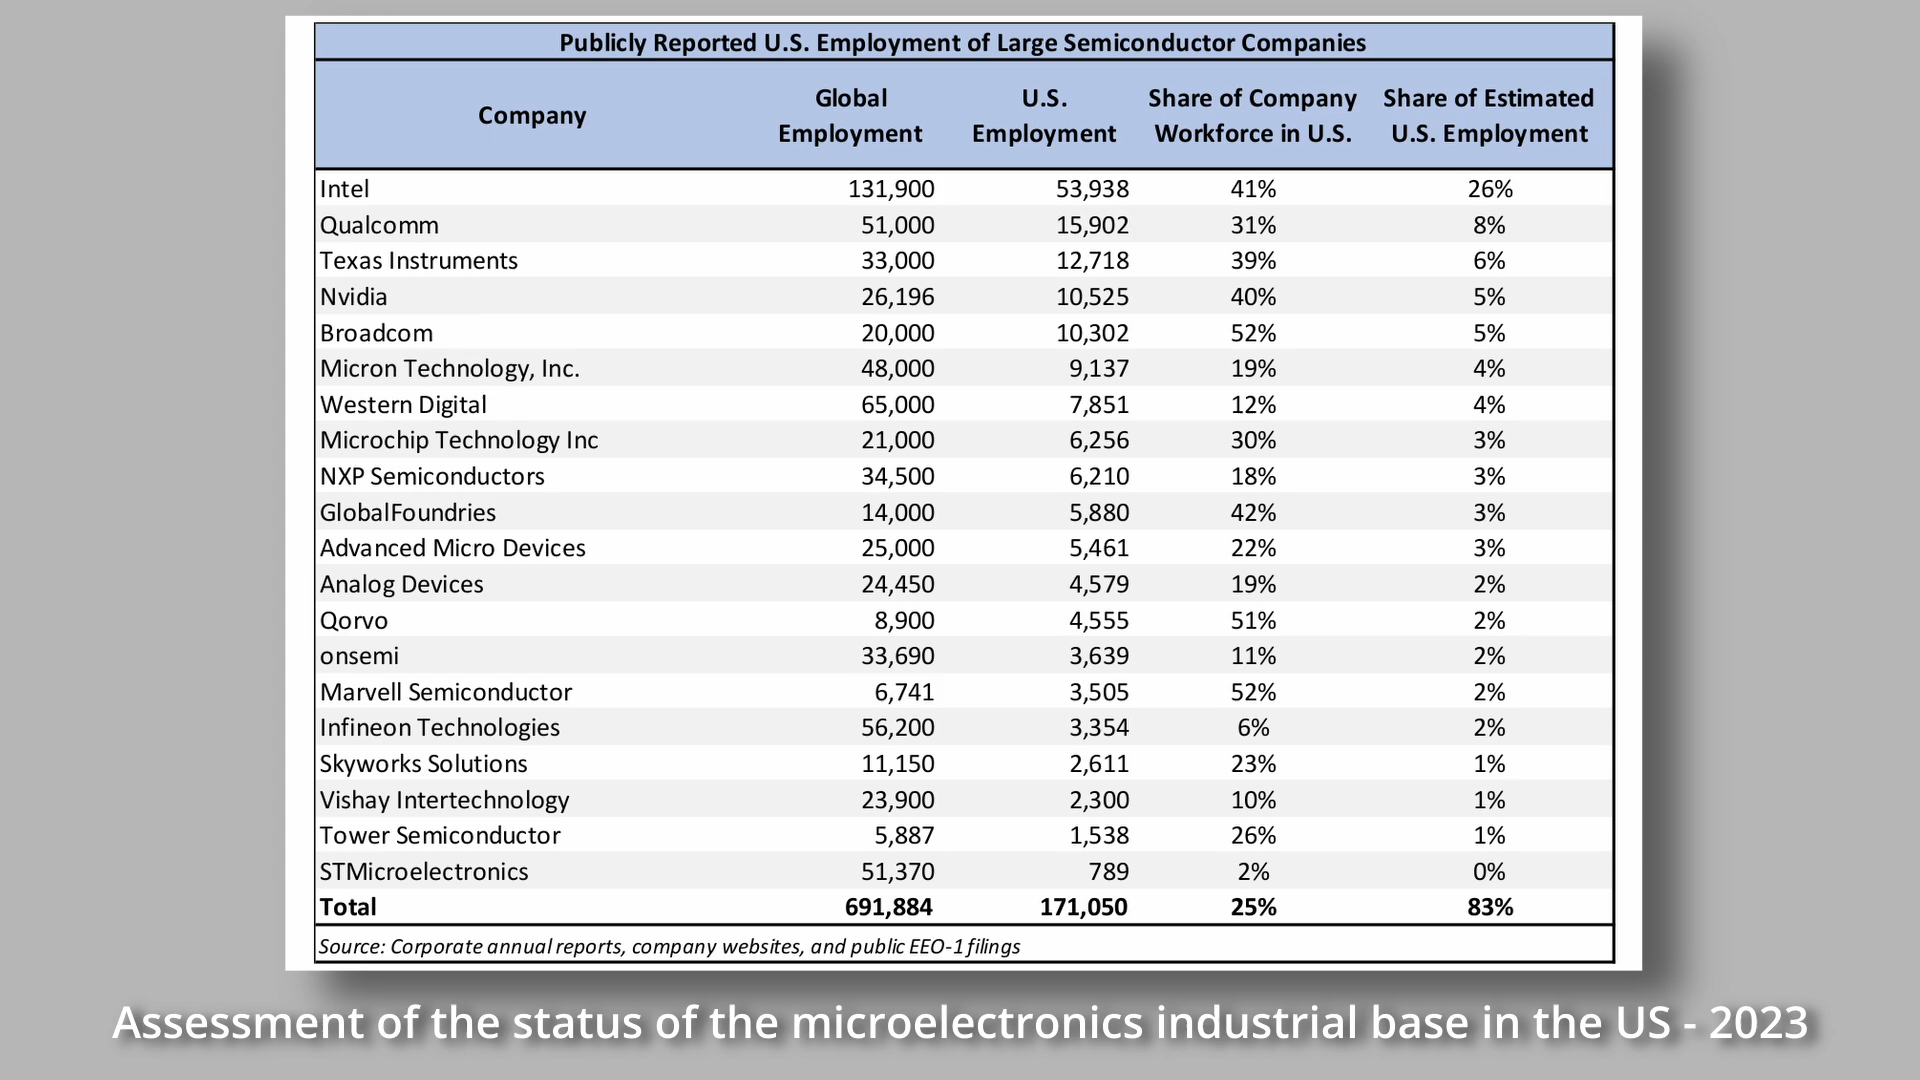 Publicly Reported U.S. Employment of Large Semiconductor Companies
Company Global Employment U.S. Employment Share of Company Workforce in U.S. Share of Estimated U.S. Employment
Intel 131,900 53,938 41% 26%
Qualcomm 51,000 15,902 31% 8%
Texas Instruments 33,000 12,718 39% 6%
Nvidia 26,196 10,525 40% 5%
Broadcom 20,000 10,302 52% 5%
Micron Technology, Inc. 48,000 9,137 19% 4%
Western Digital 65,000 7,851 12% 4%
Microchip Technology Inc 21,000 6,256 30% 3%
NXP Semiconductors 34,500 6,210 18% 3%
GlobalFoundries 14,000 5,880 42% 3%
Advanced Micro Devices 25,000 5,461 22% 3%
Analog Devices 24,450 4,579 19% 2%
Qorvo 8,900 4,555 51% 2%
onsemi 33,690 3,639 11% 2%
Marvell Semiconductor 6,741 3,505 52% 2%
Infineon Technologies 56,200 3,354 6% 2%
Skyworks Solutions 11,150 2,611 23% 1%
Vishay Intertechnology 23,900 2,300 10% 1%
Tower Semiconductor 5,887 1,538 26% 1%
STMicroelectronics 51,370 789 2% 0%
Total 691,884 171,050 25% 83%
Source: Corporate annual reports, company websites, and public EEO-1 filings
Assessment of the status of the microelectronics industrial base in the US - 2023